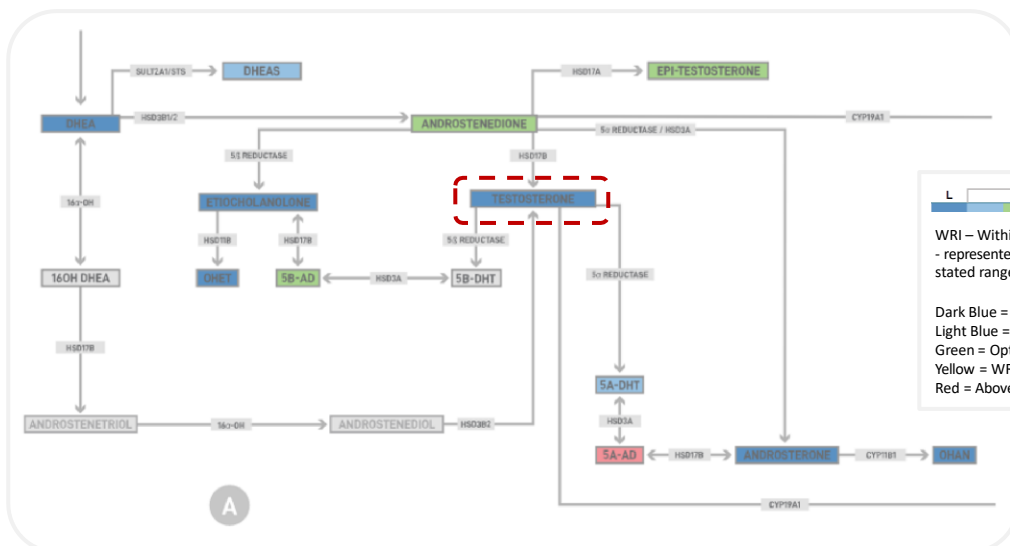 SULT2A1/STS
DHEAS
HSD17A
EPI-TESTOSTERONE
DHEA
HSD3B1/2
ANDROSTENEDIONE
CYP19A1
5α REDUCTASE / HSD3A
5ß REDUCTASE
HSD17B
16α-OH
ETIOCHOLANOLONE
TESTOSTERONE
L
HSD11B
HSD17B
5ß REDUCTASE
WRI – Withi
- represente
stated range
16OH DHEA
OHET
5B-AD
HSD3A
5B-DHT
5α REDUCTASE
Dark Blue =
Light Blue =
Green = Opt
Yellow = WR
Red = Above
HSD17B
5A-DHT
ANDROSTENETRIOL
16α-OH
ANDROSTENEDIOL
HSD3B2
HSD3A
5A-AD
HSD17B
ANDROSTERONE
CYP11B1
OHAN
A
CYP19A1